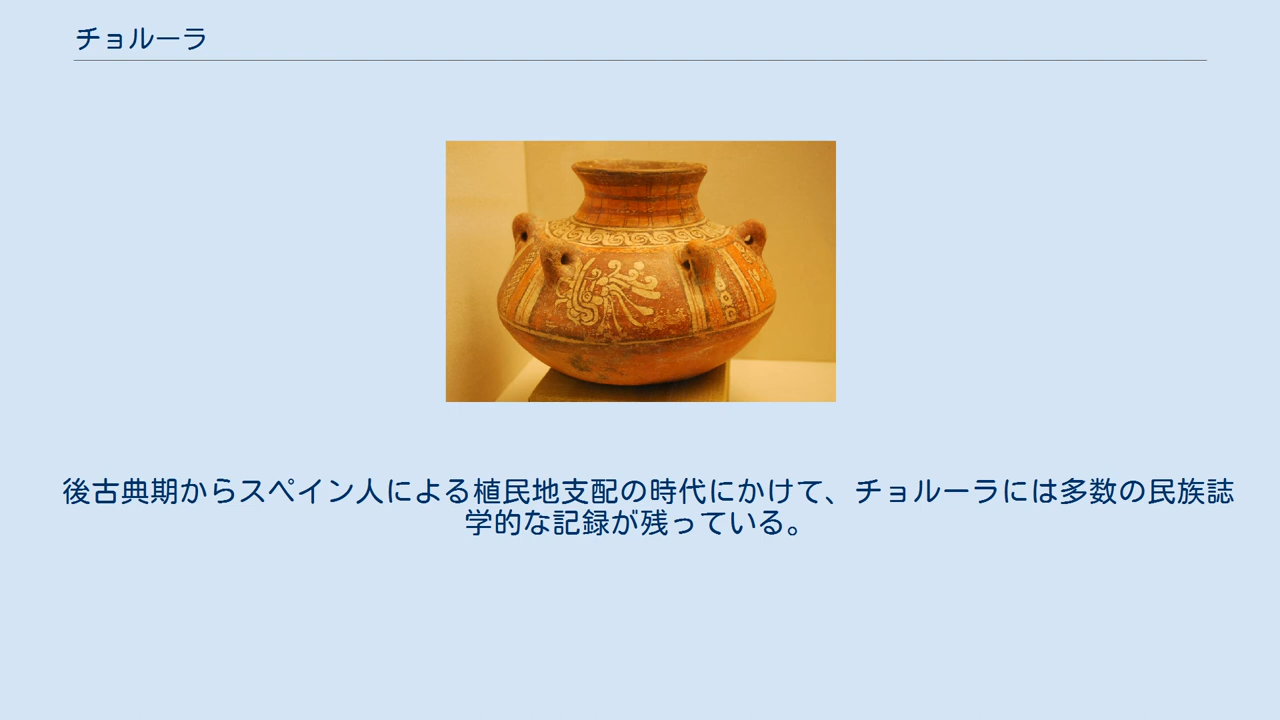 チョルーラ
後古典期からスペイン人による植民地支配の時代にかけて、チョルーラには多数の民族誌
学的な記録が残っている。